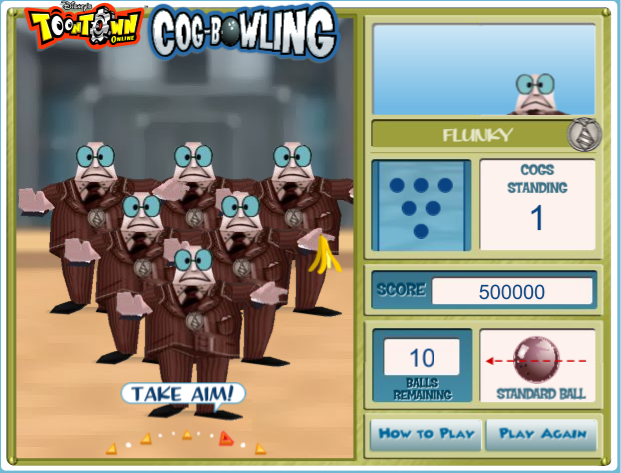 Disney's
TOONTOWN
ONLINE
COG-BOWLING
FLUNKY
COGS
STANDING
1
SCORE 500000
10
BALLS
REMAINING
STANDARD BALL
TAKE AIM!
HOW TO PLAY PLAY AGAIN